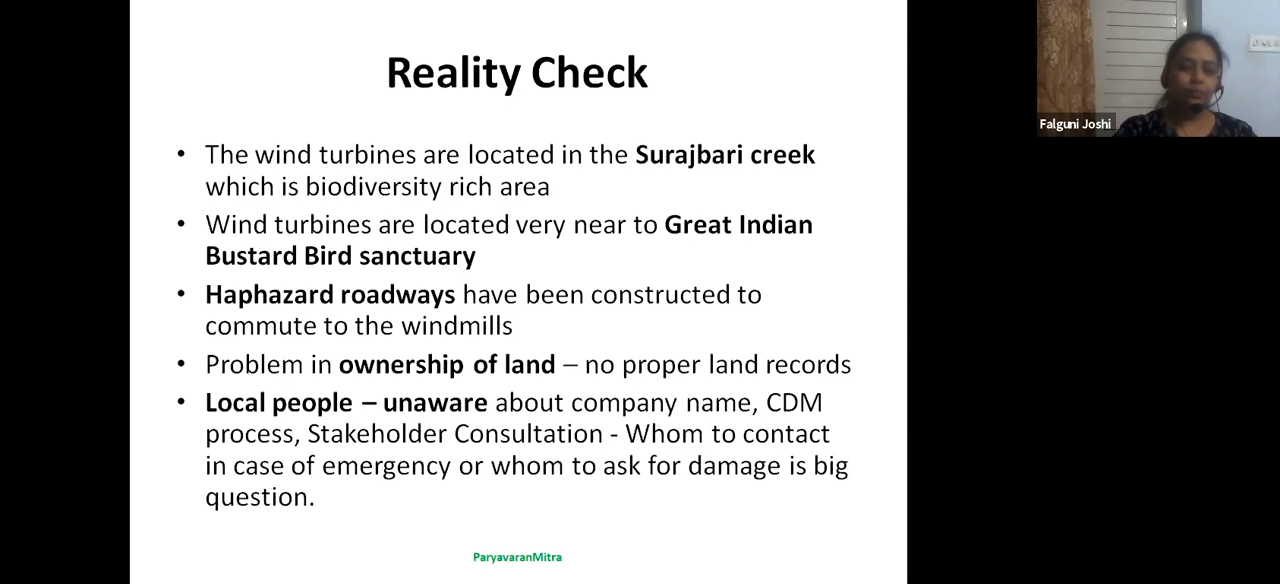 Reality Check
• The wind turbines are located in the Surajbari creek
which is biodiversity rich area
• Wind turbines are located very near to Great Indian
Bustard Bird sanctuary
• Haphazard roadways have been constructed to
commute to the windmills
• Problem in ownership of land – no proper land records
• Local people – unaware about company name, CDM
process, Stakeholder Consultation - Whom to contact
in case of emergency or whom to ask for damage is big
question.
ParyavaranMitra
Falguni Joshi